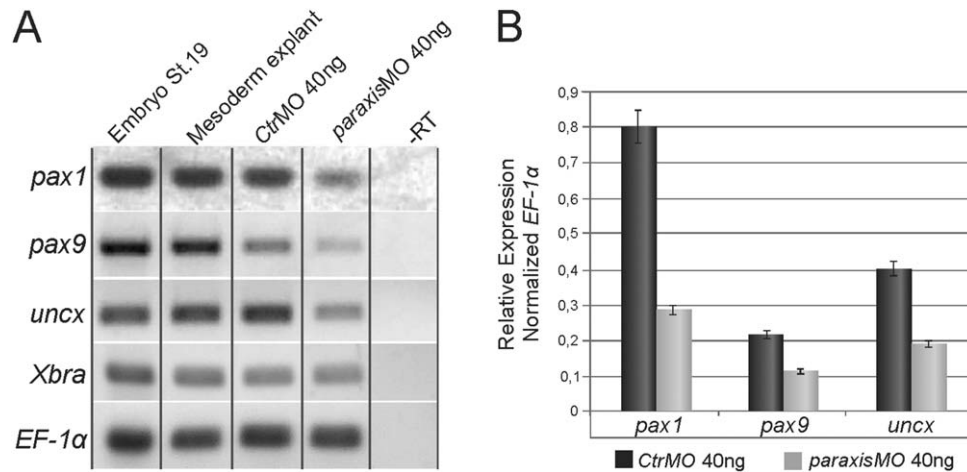 A
Embryo St.19
Mesoderm explant
CtrMO 40ng
paraxisMO 40ng
-RT
pax1
pax9
uncx
Xbra
EF-1α
B
Relative Expression
Normalized EF-1α
0,9
0,8
0,7
0,6
0,5
0,4
0,3
0,2
0,1
0
pax1
pax9
uncx
CtrMO 40ng
paraxisMO 40ng